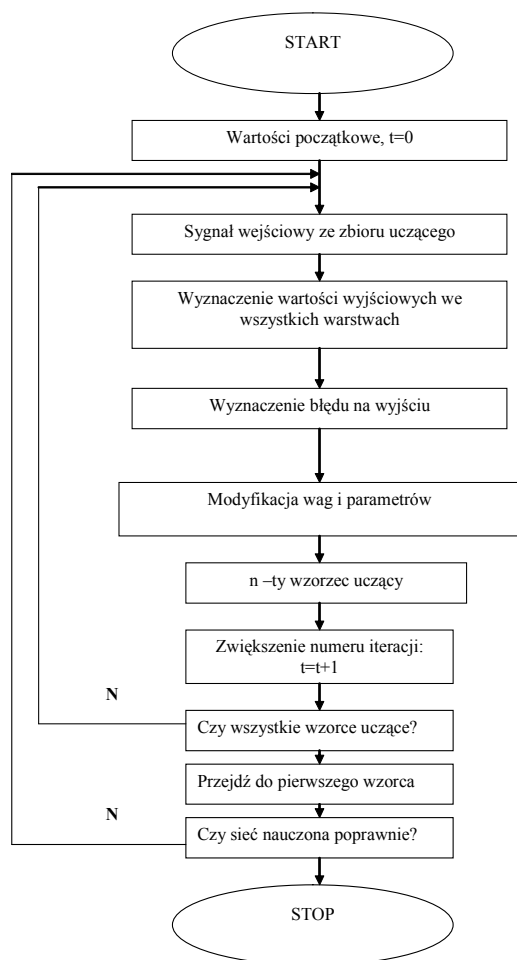 START
Wartości początkowe, t=0
Sygnał wejściowy ze zbioru uczącego
Wyznaczenie wartości wyjściowych we
wszystkich warstwach
Wyznaczenie błędu na wyjściu
Modyfikacja wag i parametrów
n –ty wzorzec uczący
Zwiększenie numeru iteracji:
t=t+1
N
Czy wszystkie wzorce uczące?
Przejdź do pierwszego wzorca
N
Czy sieć nauczona poprawnie?
STOP